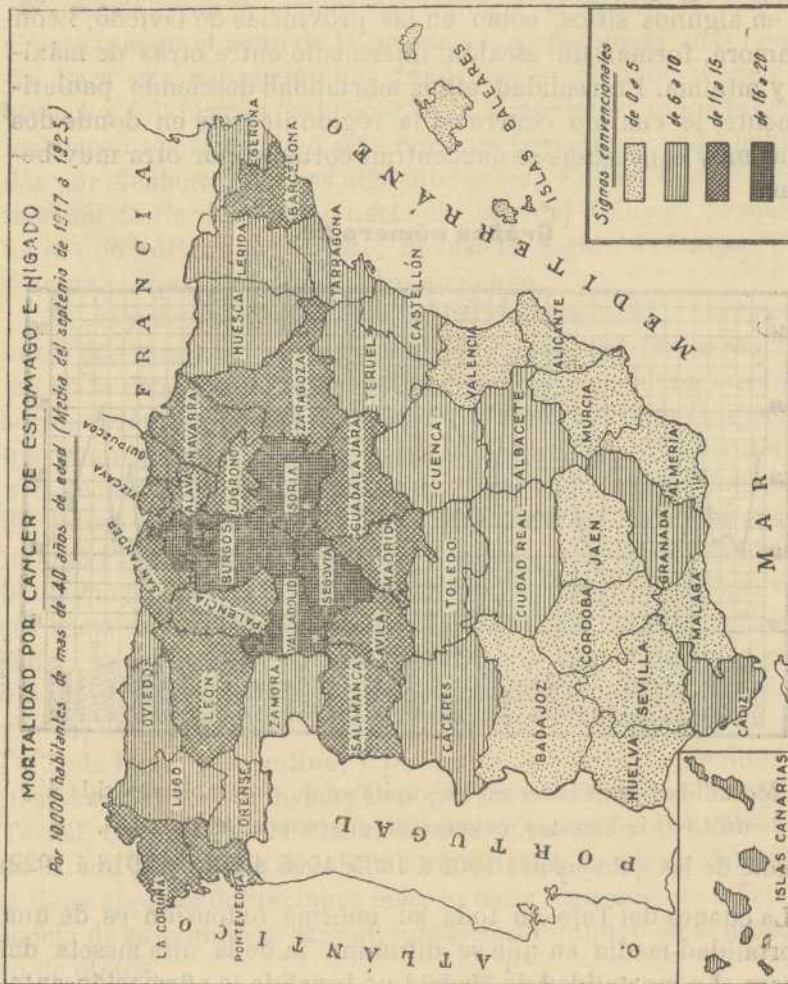 MORTALIDAD POR CANCER DE ESTOMAGO E HIGADO
Por 10.000 habitantes de mas de 40 años de edad (Media del septenio de 1917 a 1923)
FRANCIA
LA CORUÑA
LUGO
OVIEDO
SANTANDER
VIZCAYA
GUIPUZCOA
PONTEVEDRA
ORENSE
LEON
PALENCIA
BURGOS
ALAVA
NAVARRA
LOGROÑO
HUESCA
LERIDA
GERONA
BARCELONA
ZAMORA
VALLADOLID
SORIA
ZARAGOZA
TARRAGONA
SALAMANCA
AVILA
SEGOVIA
MADRID
GUADALAJARA
TERUEL
CASTELLÓN
CACERES
TOLEDO
CUENCA
VALENCIA
BADAJOZ
CIUDAD REAL
ALBACETE
ALICANTE
HUELVA
SEVILLA
CORDOBA
JAEN
MURCIA
CADIZ
MALAGA
GRANADA
ALMERÍA
ISLAS BALEARES
PORTUGAL
O. ATLÁNTICO
MAR MEDITERRÁNEO
ISLAS CANARIAS
Signos convencionales
de 0 a 5
de 6 a 10
de 11 a 15
de 16 a 20